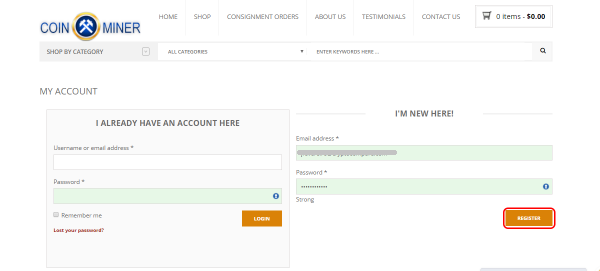 COIN MINER
HOME SHOP CONSIGNMENT ORDERS ABOUT US TESTIMONIALS CONTACT US
0 items - $0.00
SHOP BY CATEGORY
ALL CATEGORIES
ENTER KEYWORDS HERE ...
MY ACCOUNT
I ALREADY HAVE AN ACCOUNT HERE
Username or email address *
Password *
Remember me
LOGIN
Lost your password?
I'M NEW HERE!
Email address *
Password *
••••••••••••
Strong
REGISTER